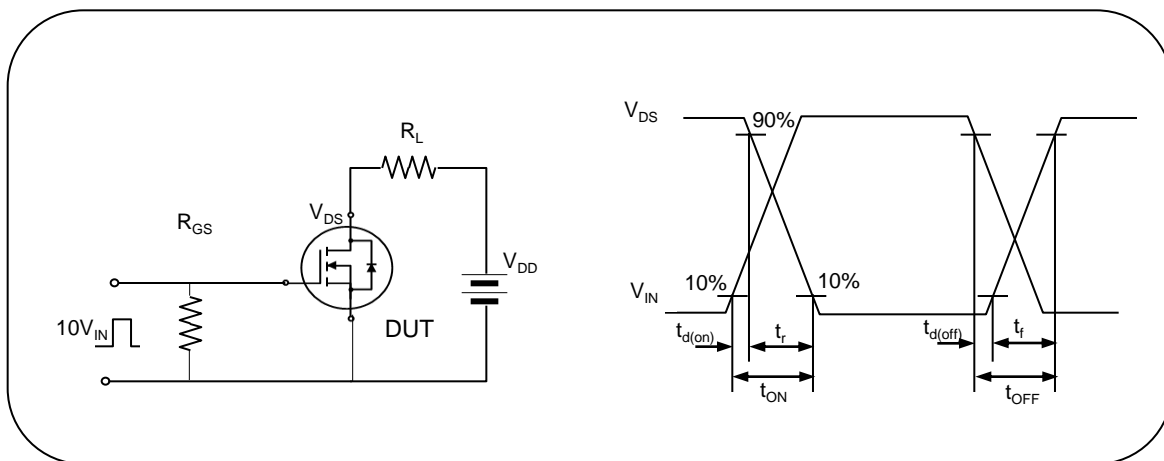 R_L
V_DS
R_GS
V_DD
10V_IN
DUT
V_DS
90%
10%
10%
V_IN
t_d(on)
t_r
t_d(off)
t_f
t_ON
t_OFF